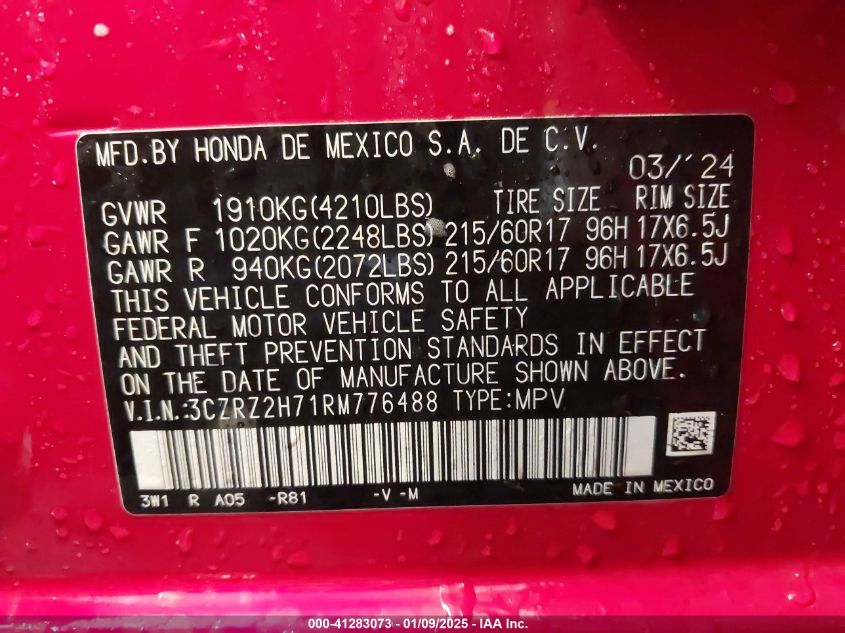 MFD.BY HONDA DE MEXICO S.A. DE C.V.
03/'24
GVWR 1910KG(4210LBS) TIRE SIZE RIM SIZE
GAWR F 1020KG(2248LBS) 215/60R17 96H 17X6.5J
GAWR R 940KG(2072LBS) 215/60R17 96H 17X6.5J
THIS VEHICLE CONFORMS TO ALL APPLICABLE
FEDERAL MOTOR VEHICLE SAFETY
AND THEFT PREVENTION STANDARDS IN EFFECT
ON THE DATE OF MANUFACTURE SHOWN ABOVE.
V.I.N.:3CZRZ2H71RM776488 TYPE:MPV
3W1 R A05 -R81 -V -M MADE IN MEXICO
000-41283073 - 01/09/2025 - IAA Inc.